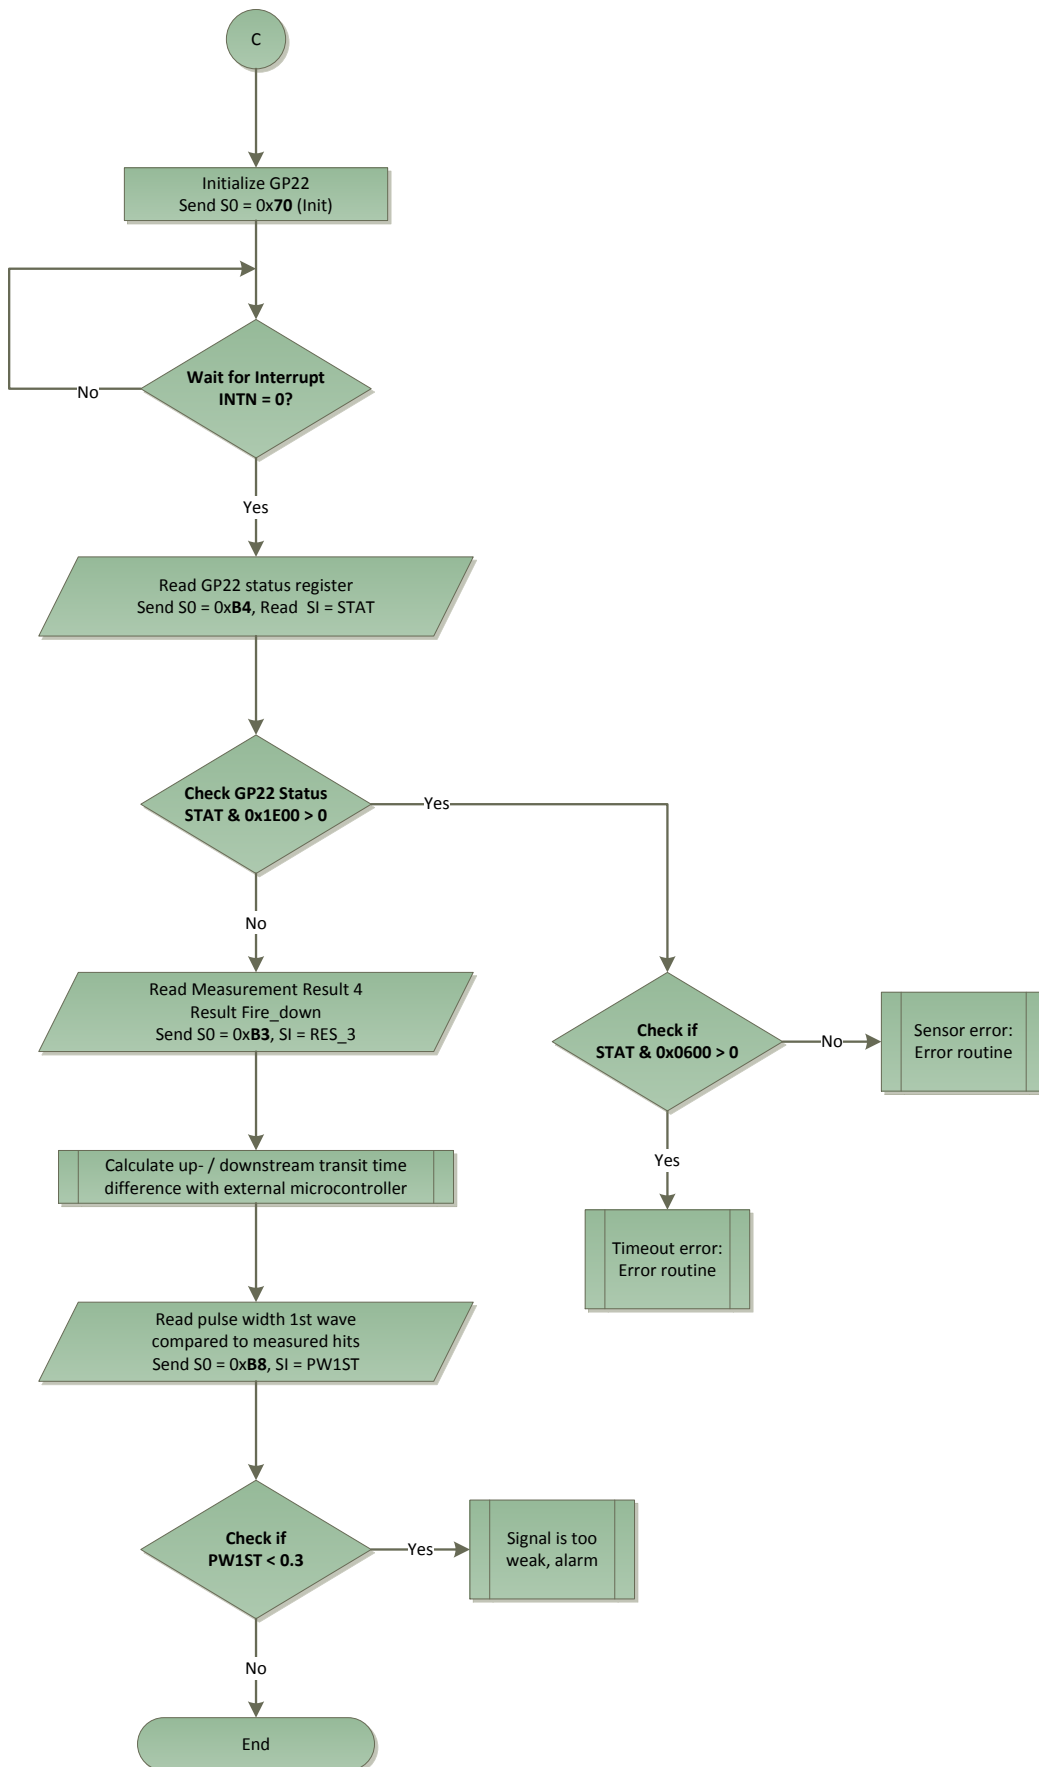 C
Initialize GP22
Send S0 = 0x70 (Init)
Wait for Interrupt
INTN = 0?
No
Yes
Read GP22 status register
Send S0 = 0xB4, Read  SI = STAT
Check GP22 Status
STAT & 0x1E00 > 0
Yes
No
Read Measurement Result 4
Result Fire_down
Send S0 = 0xB3, SI = RES_3
Check if
STAT & 0x0600 > 0
No
Sensor error:
Error routine
Yes
Timeout error:
Error routine
Calculate up- / downstream transit time
difference with external microcontroller
Read pulse width 1st wave
compared to measured hits
Send S0 = 0xB8, SI = PW1ST
Check if
PW1ST < 0.3
Yes
Signal is too
weak, alarm
No
End